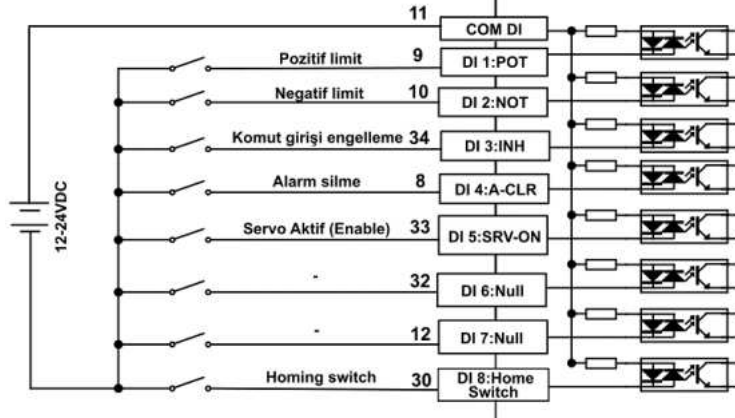 11 COM DI
Pozitif limit 9 DI 1:POT
Negatif limit 10 DI 2:NOT
Komut girişi engelleme 34 DI 3:INH
Alarm silme 8 DI 4:A-CLR
12-24VDC
Servo Aktif (Enable) 33 DI 5:SRV-ON
- 32 DI 6:Null
- 12 DI 7:Null
Homing switch 30 DI 8:Home
Switch